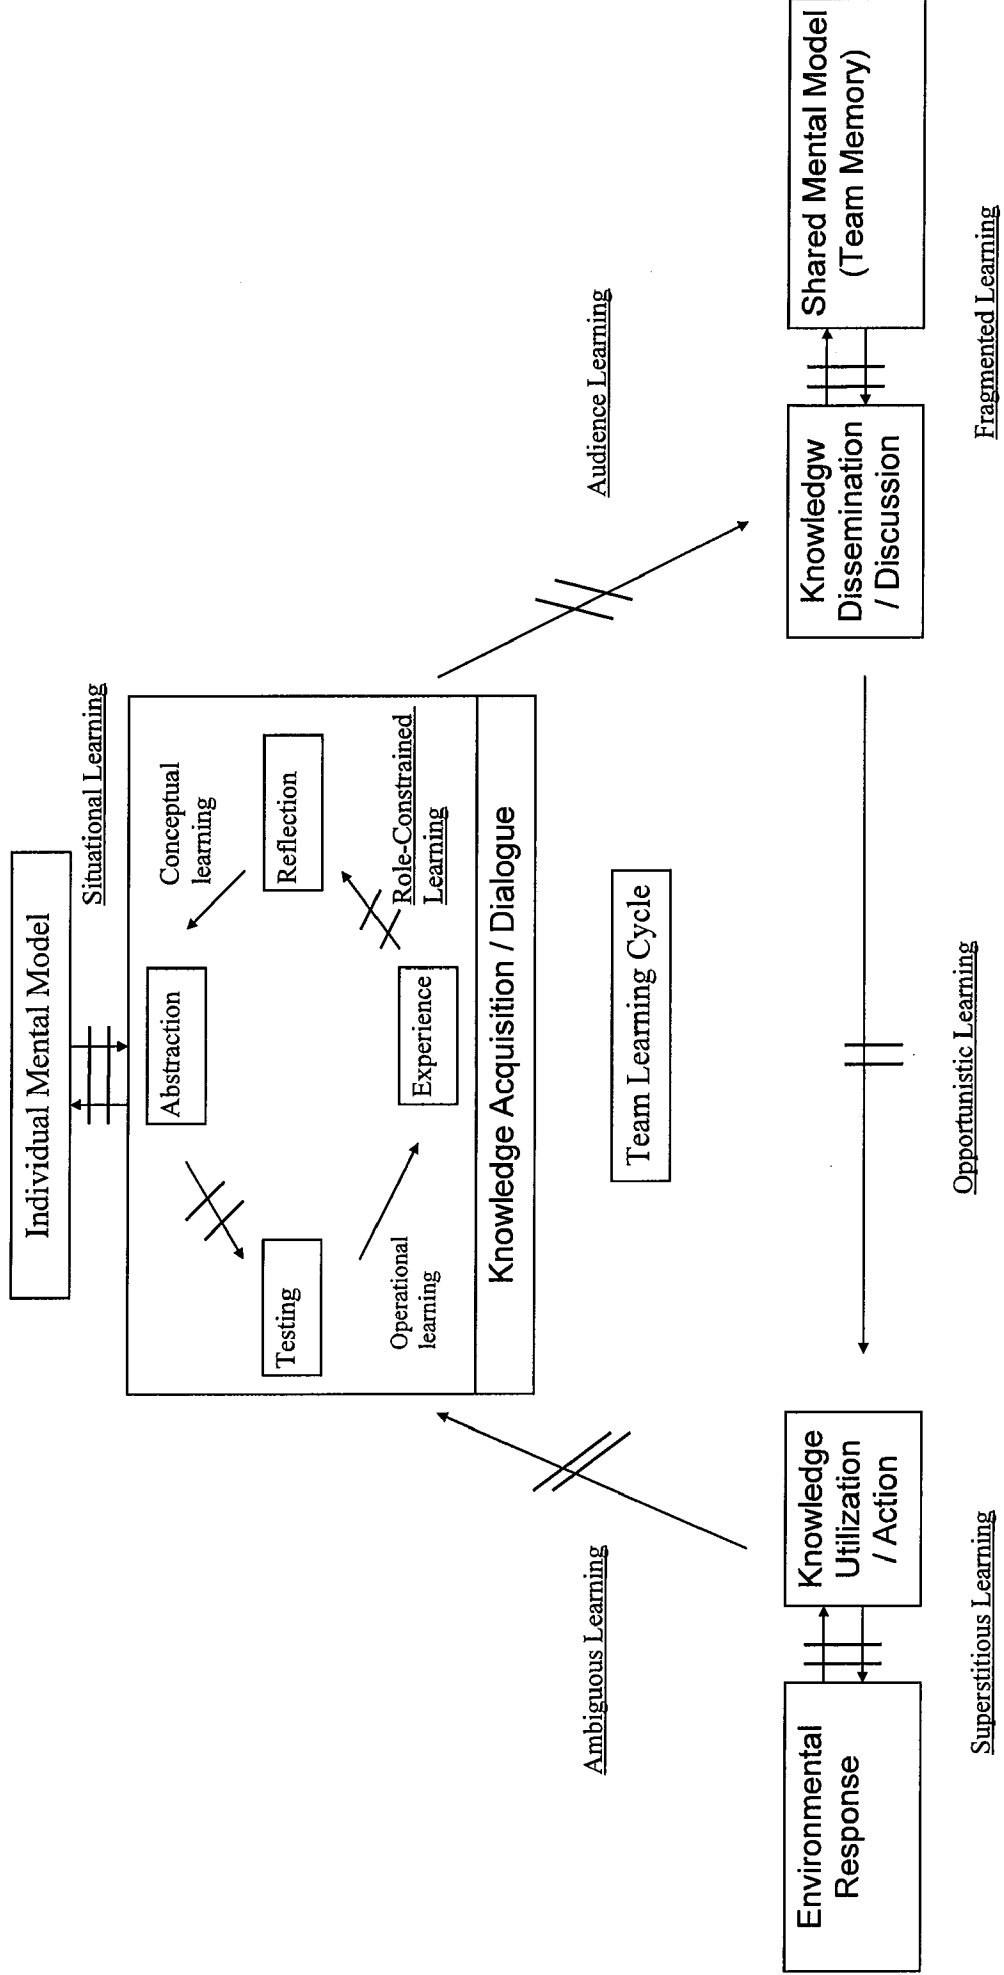 Individual Mental Model
Situational Learning
Abstraction
Conceptual
learning
Testing
Reflection
Operational
learning
Experience
Role-Constrained
Learning
Knowledge Acquisition / Dialogue
Ambiguous Learning
Audience Learning
Team Learning Cycle
Environmental
Response
Knowledge
Utilization
/ Action
Knowledgw
Dissemination
/ Discussion
Shared Mental Model
(Team Memory)
Superstitious Learning
Opportunistic Learning
Fragmented Learning